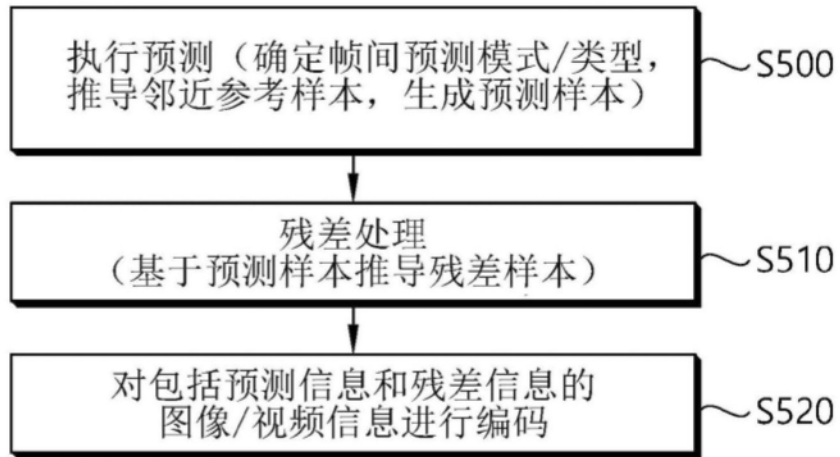 执行预测（确定帧间预测模式/类型，
推导邻近参考样本，生成预测样本）
S500
残差处理
（基于预测样本推导残差样本）
S510
对包括预测信息和残差信息的
图像/视频信息进行编码
S520